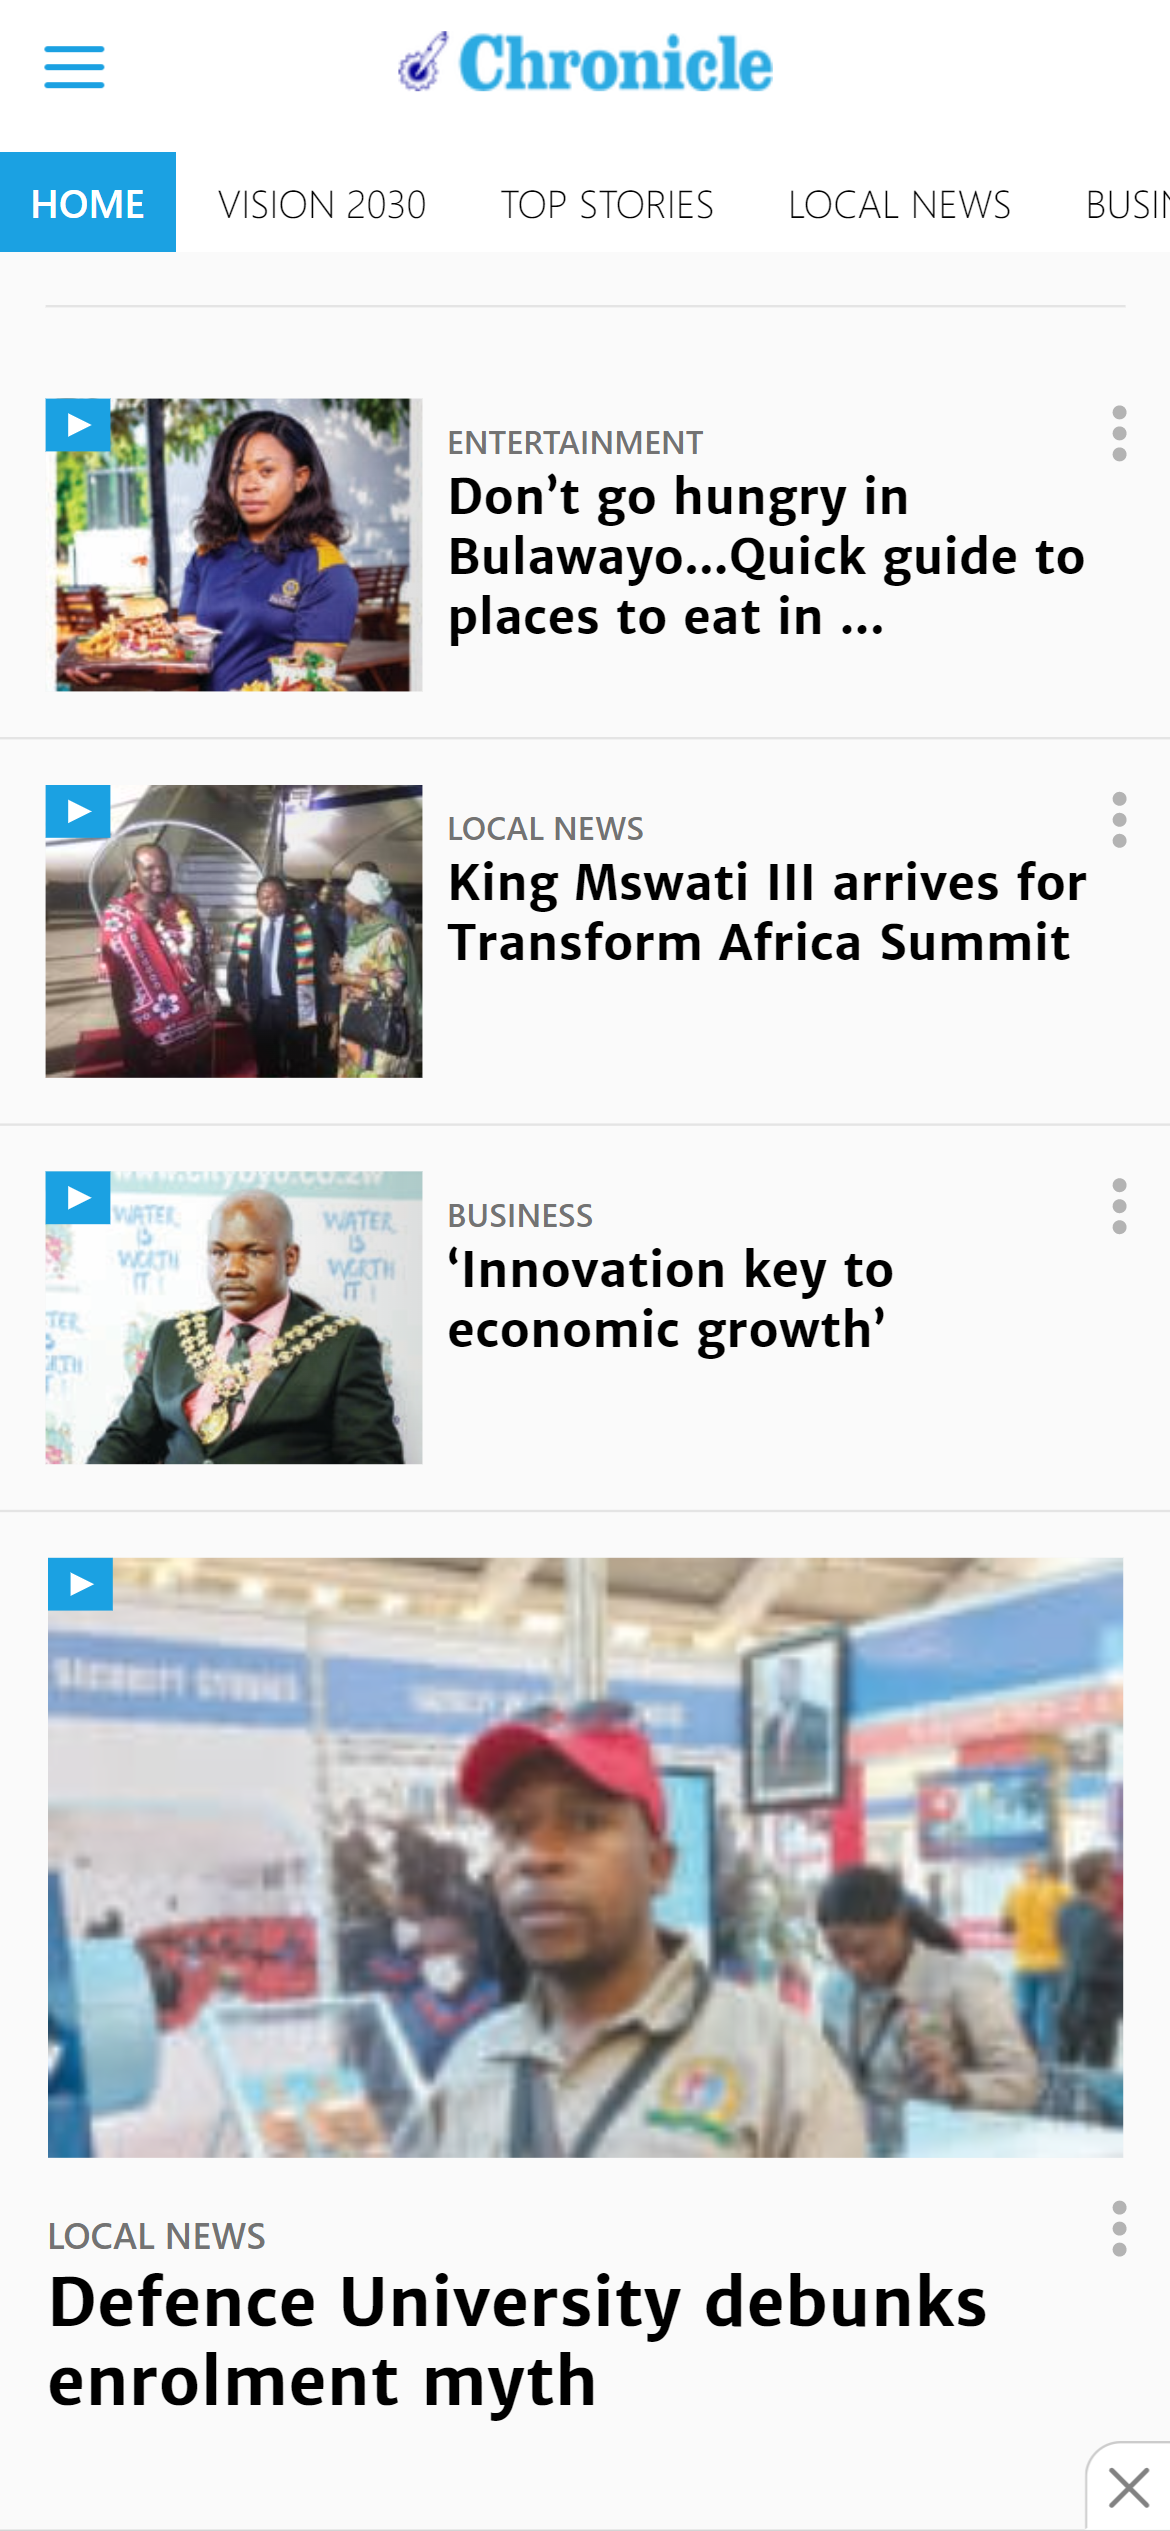 Chronicle
HOME VISION 2030 TOP STORIES LOCAL NEWS BUSIN
ENTERTAINMENT
Don’t go hungry in
Bulawayo...Quick guide to
places to eat in ...
LOCAL NEWS
King Mswati III arrives for
Transform Africa Summit
WATER
IS
WORTH
IT !
WATER
IS
WORTH
IT !
BUSINESS
‘Innovation key to
economic growth’
LOCAL NEWS
Defence University debunks
enrolment myth